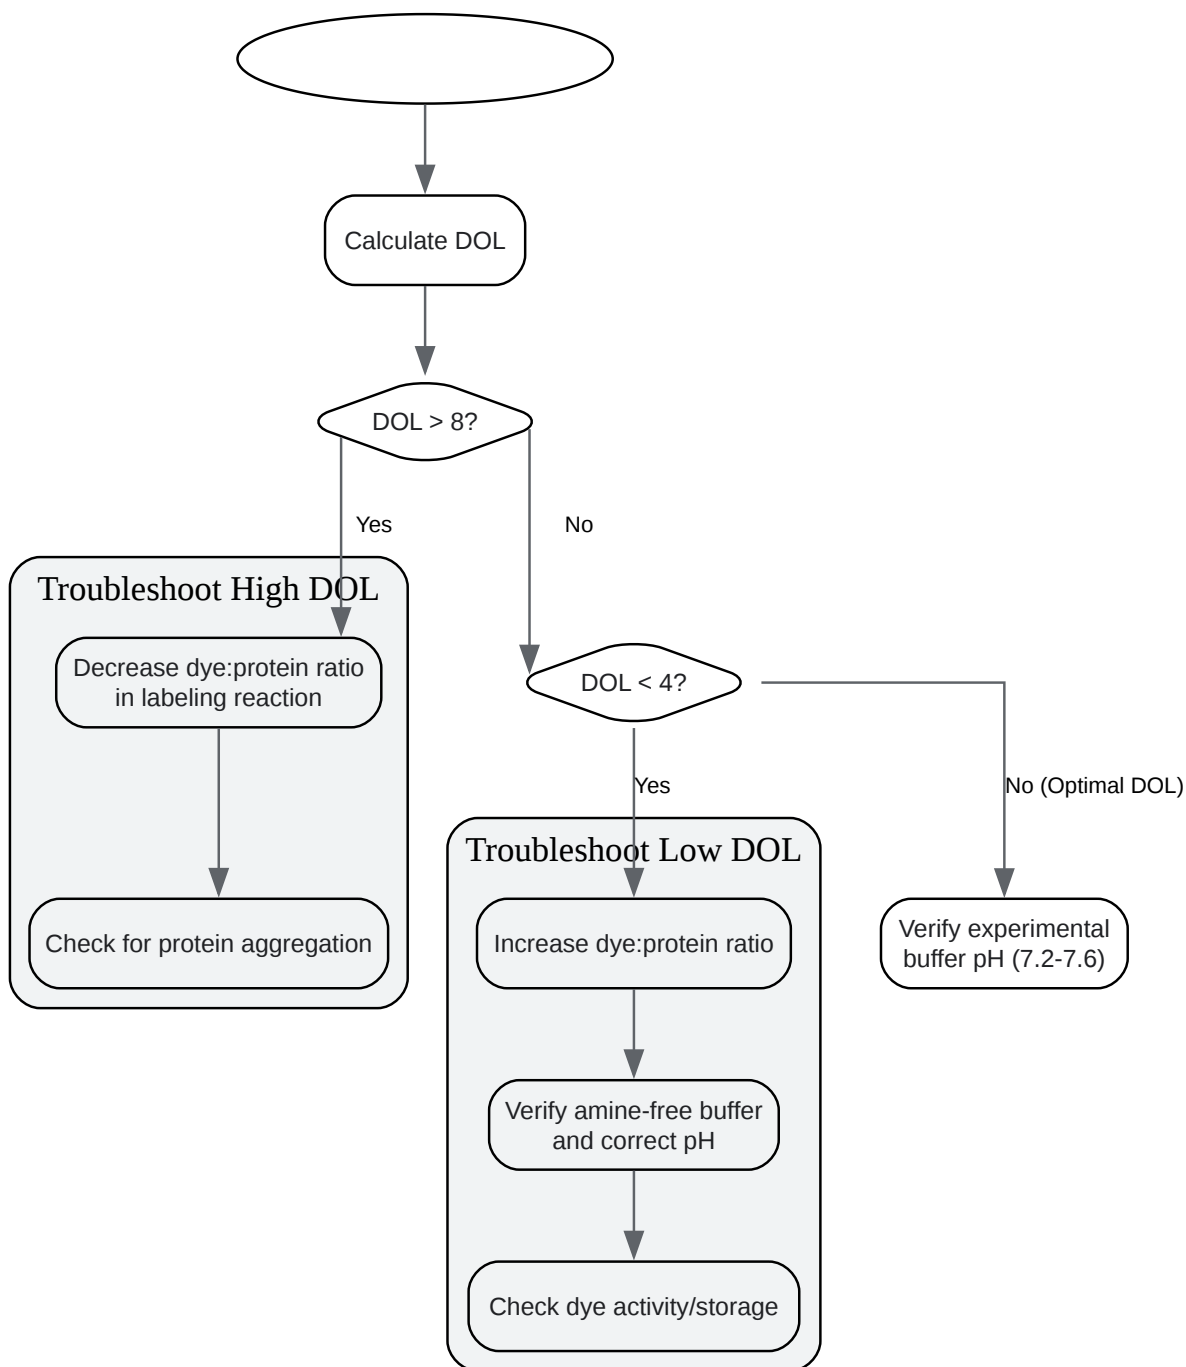 Calculate DOL
DOL > 8?
Yes
No
Troubleshoot High DOL
Decrease dye:protein ratio
in labeling reaction
Check for protein aggregation
DOL < 4?
Yes
No (Optimal DOL)
Troubleshoot Low DOL
Increase dye:protein ratio
Verify amine-free buffer
and correct pH
Check dye activity/storage
Verify experimental
buffer pH (7.2-7.6)